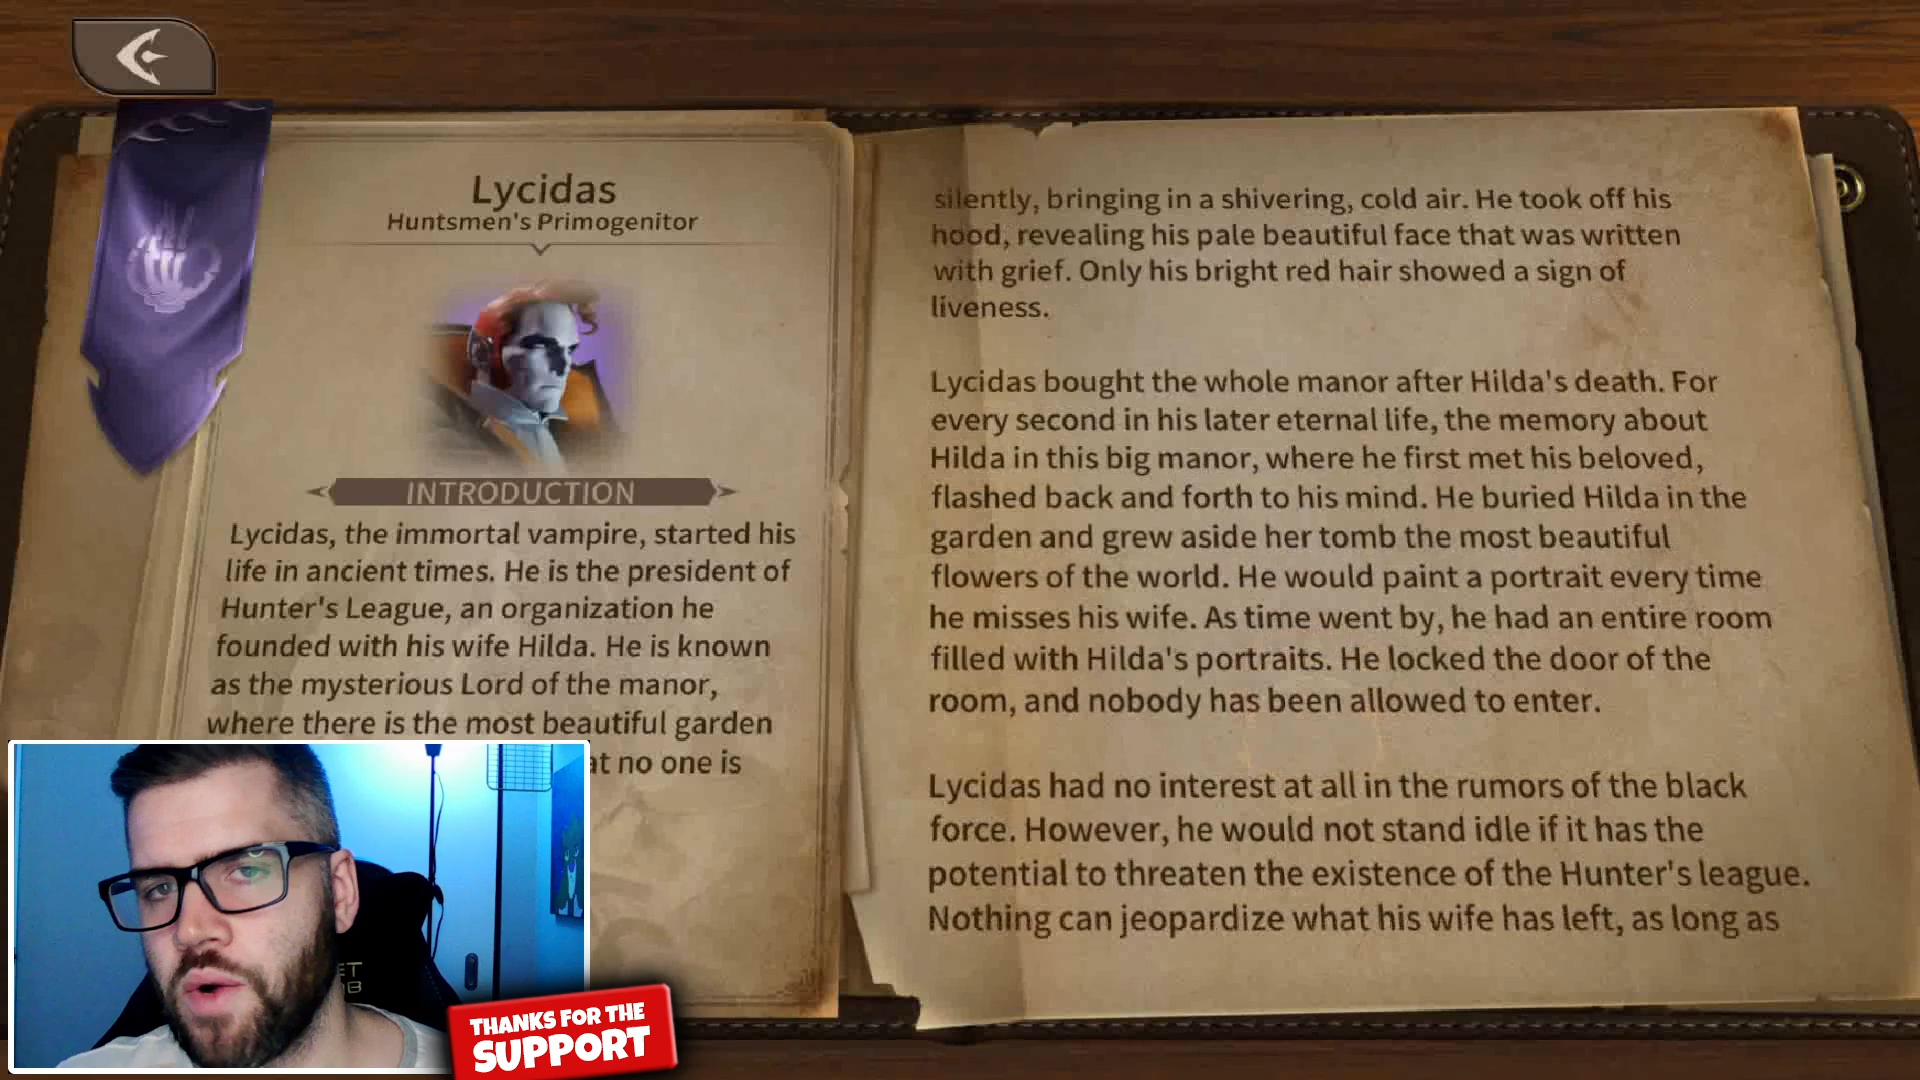 Lycidas
Huntsmen's Primogenitor
INTRODUCTION
Lycidas, the immortal vampire, started his
life in ancient times. He is the president of
Hunter's League, an organization he
founded with his wife Hilda. He is known
as the mysterious Lord of the manor,
where there is the most beautiful garden
at no one is
silently, bringing in a shivering, cold air. He took off his
hood, revealing his pale beautiful face that was written
with grief. Only his bright red hair showed a sign of
liveness.
Lycidas bought the whole manor after Hilda's death. For
every second in his later eternal life, the memory about
Hilda in this big manor, where he first met his beloved,
flashed back and forth to his mind. He buried Hilda in the
garden and grew aside her tomb the most beautiful
flowers of the world. He would paint a portrait every time
he misses his wife. As time went by, he had an entire room
filled with Hilda's portraits. He locked the door of the
room, and nobody has been allowed to enter.
Lycidas had no interest at all in the rumors of the black
force. However, he would not stand idle if it has the
potential to threaten the existence of the Hunter's league.
Nothing can jeopardize what his wife has left, as long as
THANKS FOR THE
SUPPORT